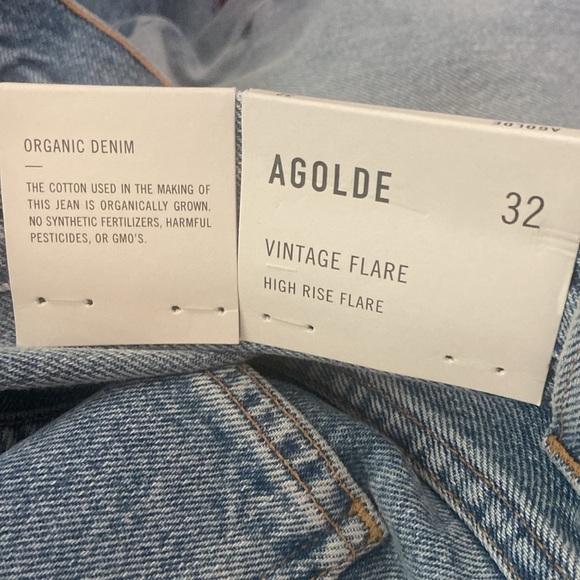 ORGANIC DENIM
THE COTTON USED IN THE MAKING OF
THIS JEAN IS ORGANICALLY GROWN.
NO SYNTHETIC FERTILIZERS, HARMFUL
PESTICIDES, OR GMO'S.
AGOLDE
AGOLDE
32
VINTAGE FLARE
HIGH RISE FLARE